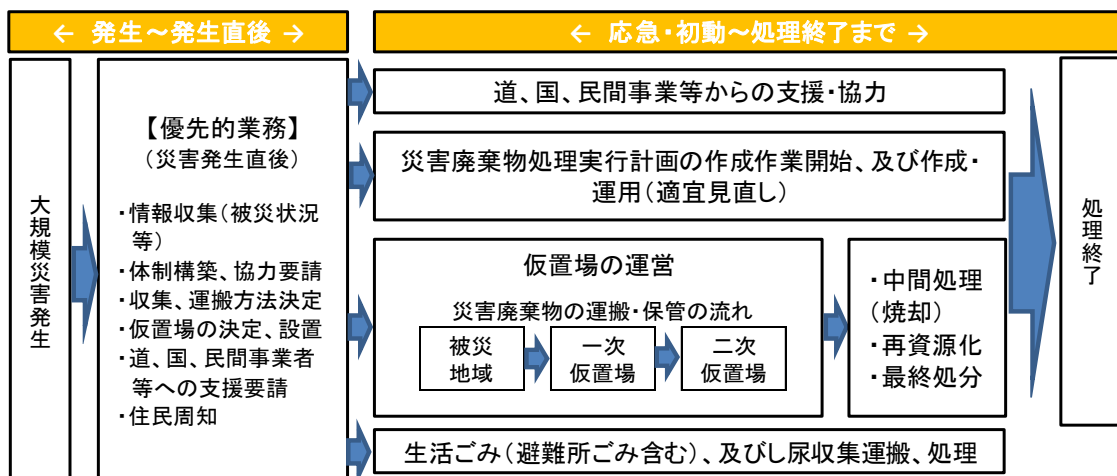 ← 発生～発生直後 →
← 応急・初動～処理終了まで →
大規模災害発生
【優先的業務】
（災害発生直後）
・情報収集（被災状況
等）
・体制構築、協力要請
・収集、運搬方法決定
・仮置場の決定、設置
・道、国、民間事業者
等への支援要請
・住民周知
道、国、民間事業等からの支援・協力
災害廃棄物処理実行計画の作成作業開始、及び作成・
運用（適宜見直し）
仮置場の運営
災害廃棄物の運搬・保管の流れ
被災
地域
一次
仮置場
二次
仮置場
・中間処理
（焼却）
・再資源化
・最終処分
生活ごみ（避難所ごみ含む）、及びし尿収集運搬、処理
処理終了